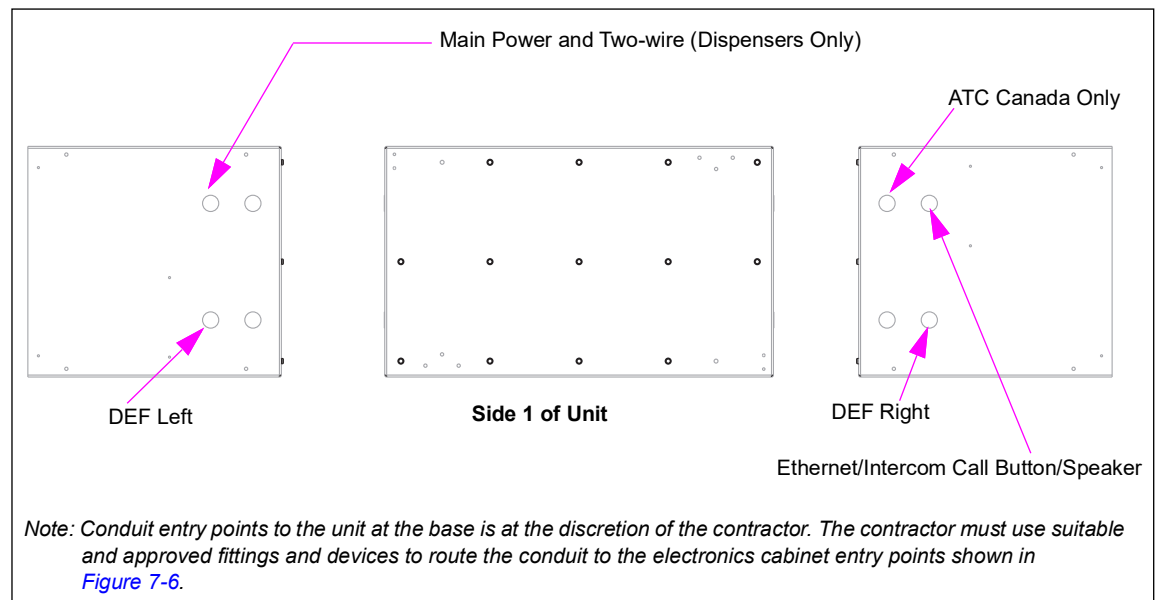 Main Power and Two-wire (Dispensers Only)
ATC Canada Only
DEF Left
Side 1 of Unit
DEF Right
Ethernet/Intercom Call Button/Speaker
Note: Conduit entry points to the unit at the base is at the discretion of the contractor. The contractor must use suitable
and approved fittings and devices to route the conduit to the electronics cabinet entry points shown in
Figure 7-6.